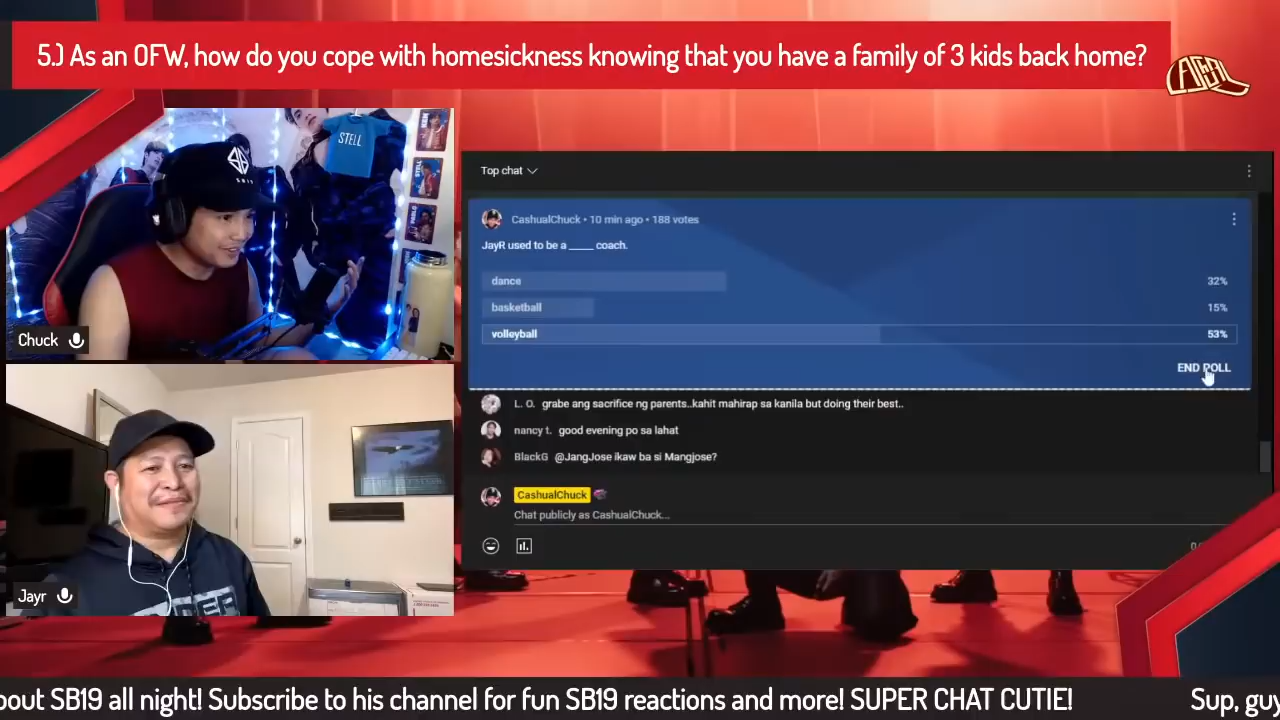 5.) As an OFW, how do you cope with homesickness knowing that you have a family of 3 kids back home?
CASHUAL
STELL
SB19
STELL
PABLO
Chuck
Jayr
Top chat
CashualChuck • 10 min ago • 188 votes
JayR used to be a _____ coach.
dance 32%
basketball 15%
volleyball 53%
END POLL
L. O. grabe ang sacrifice ng parents..kahit mahirap sa kanila but doing their best..
nancy t. good evening po sa lahat
BlackG @JangJose ikaw ba si Mangjose?
CashualChuck
Chat publicly as CashualChuck...
bout SB19 all night! Subscribe to his channel for fun SB19 reactions and more! SUPER CHAT CUTIE! Sup, guy